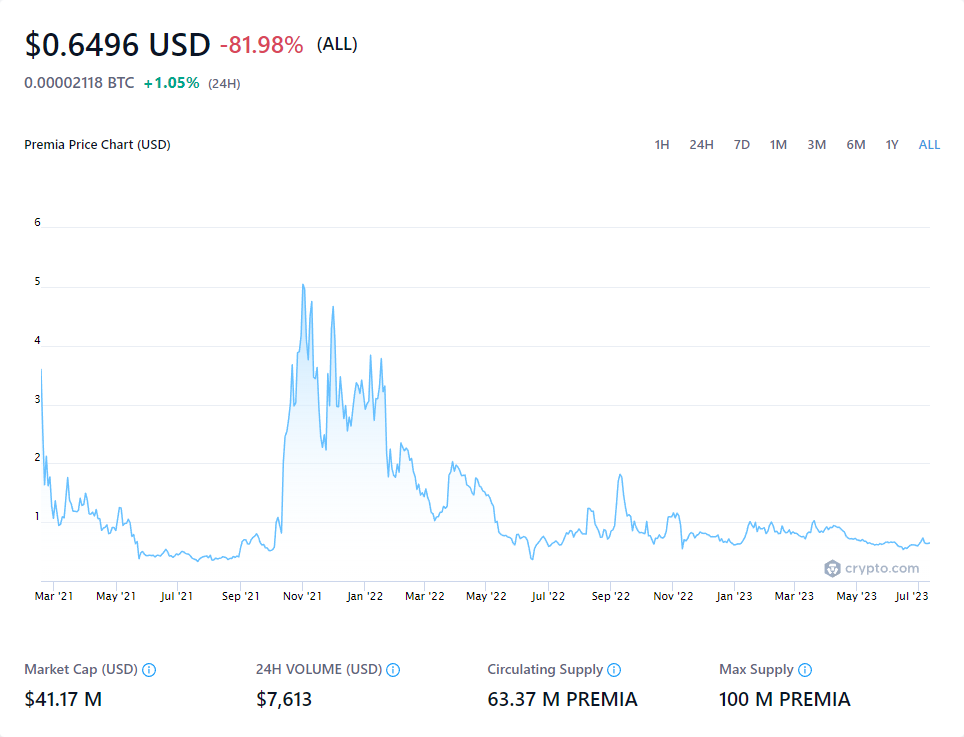 $0.6496 USD -81.98% (ALL)
0.00002118 BTC +1.05% (24H)
Premia Price Chart (USD) 1H 24H 7D 1M 3M 6M 1Y ALL
6
5
4
3
2
1
crypto.com
Mar '21 May '21 Jul '21 Sep '21 Nov '21 Jan '22 Mar '22 May '22 Jul '22 Sep '22 Nov '22 Jan '23 Mar '23 May '23 Jul '23
Market Cap (USD) 24H VOLUME (USD) Circulating Supply Max Supply
$41.17 M $7,613 63.37 M PREMIA 100 M PREMIA